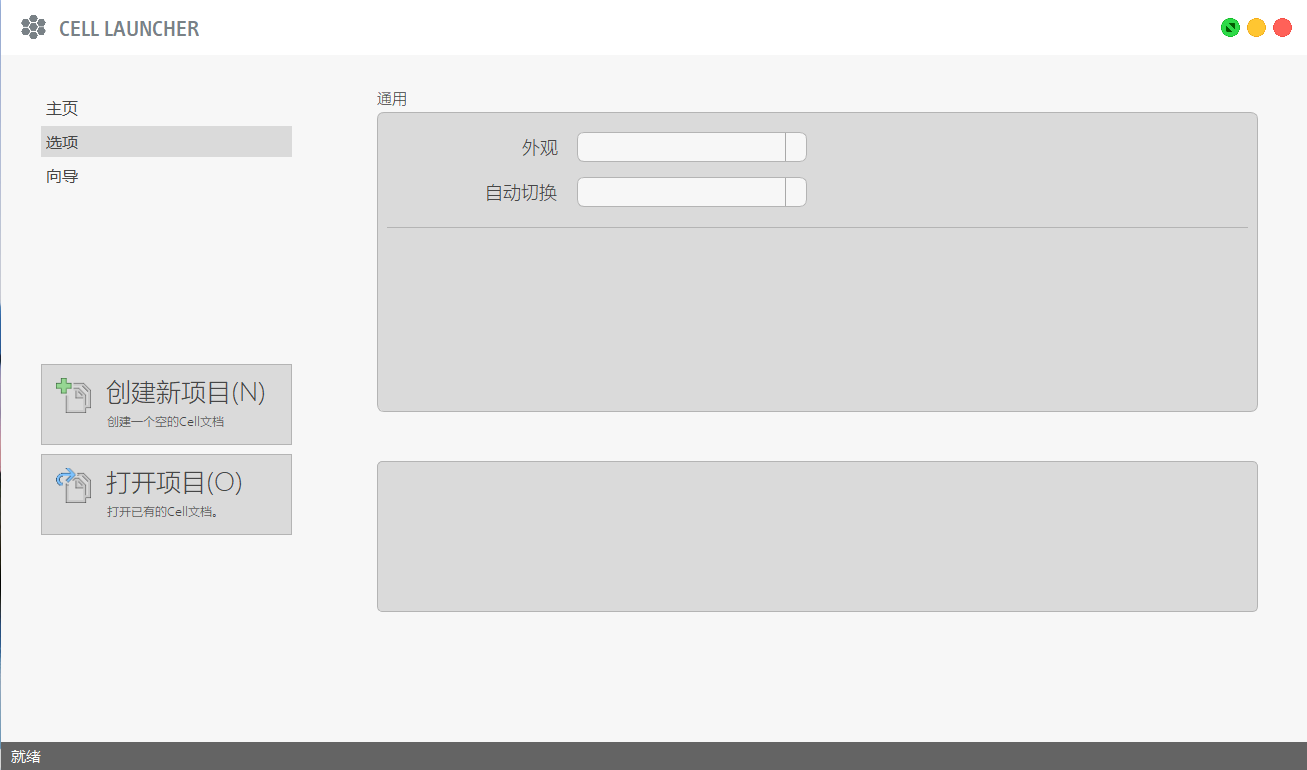 CELL LAUNCHER
主页
选项
向导
创建新项目(N)
创建一个空的Cell文档
打开项目(O)
打开已有的Cell文档。
通用
外观
自动切换
就绪